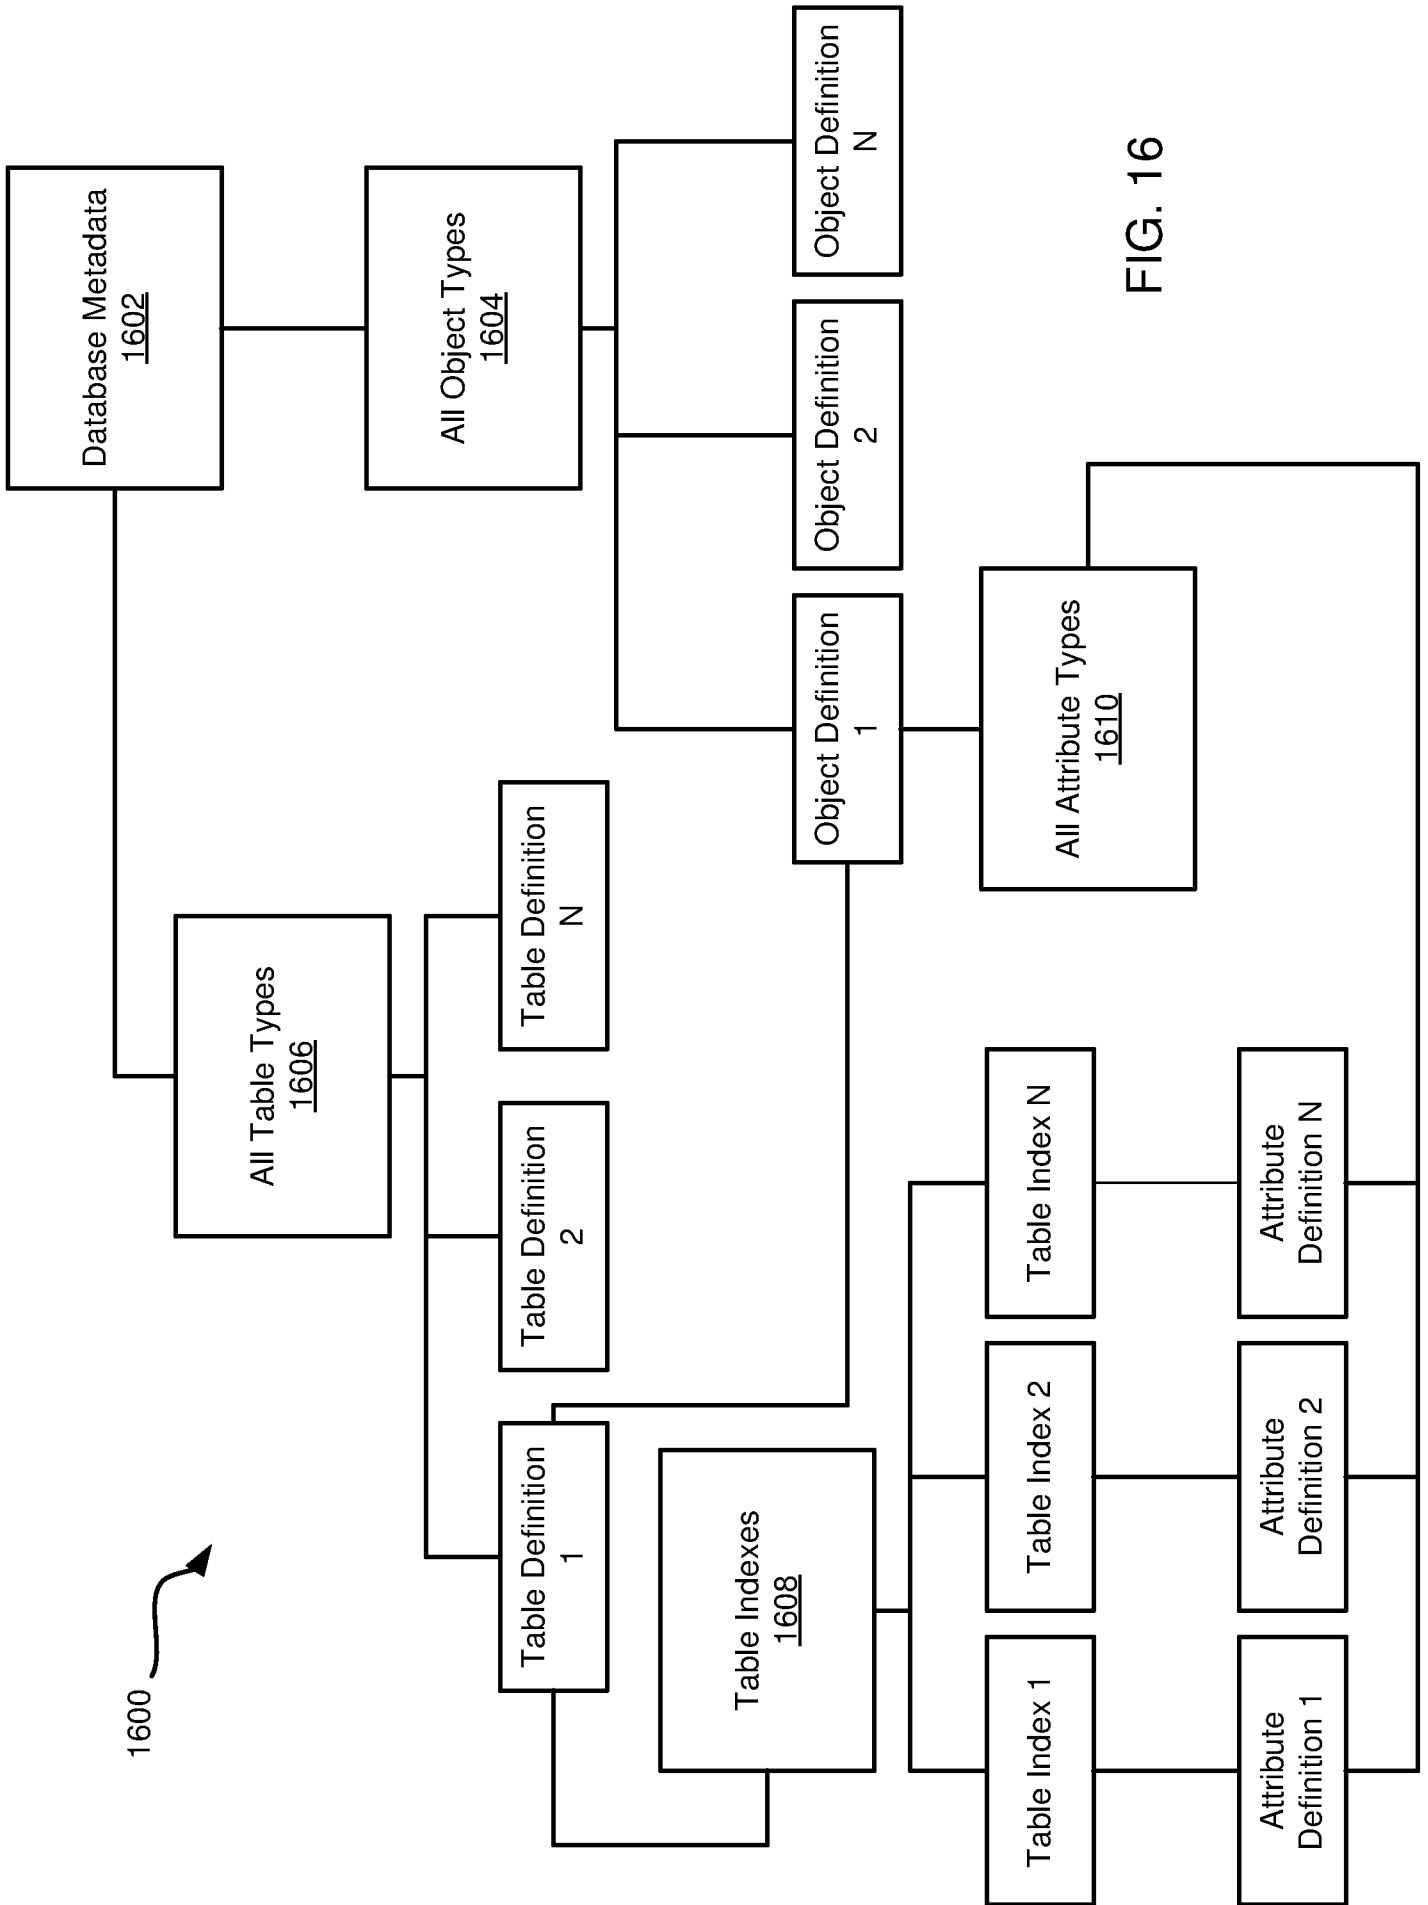 1600
Database Metadata
1602
All Table Types
1606
All Object Types
1604
Table Definition
1
Table Definition
2
Table Definition
N
Table Indexes
1608
Object Definition
1
Object Definition
2
Object Definition
N
Table Index 1
Table Index 2
Table Index N
All Attribute Types
1610
Attribute
Definition 1
Attribute
Definition 2
Attribute
Definition N
FIG. 16